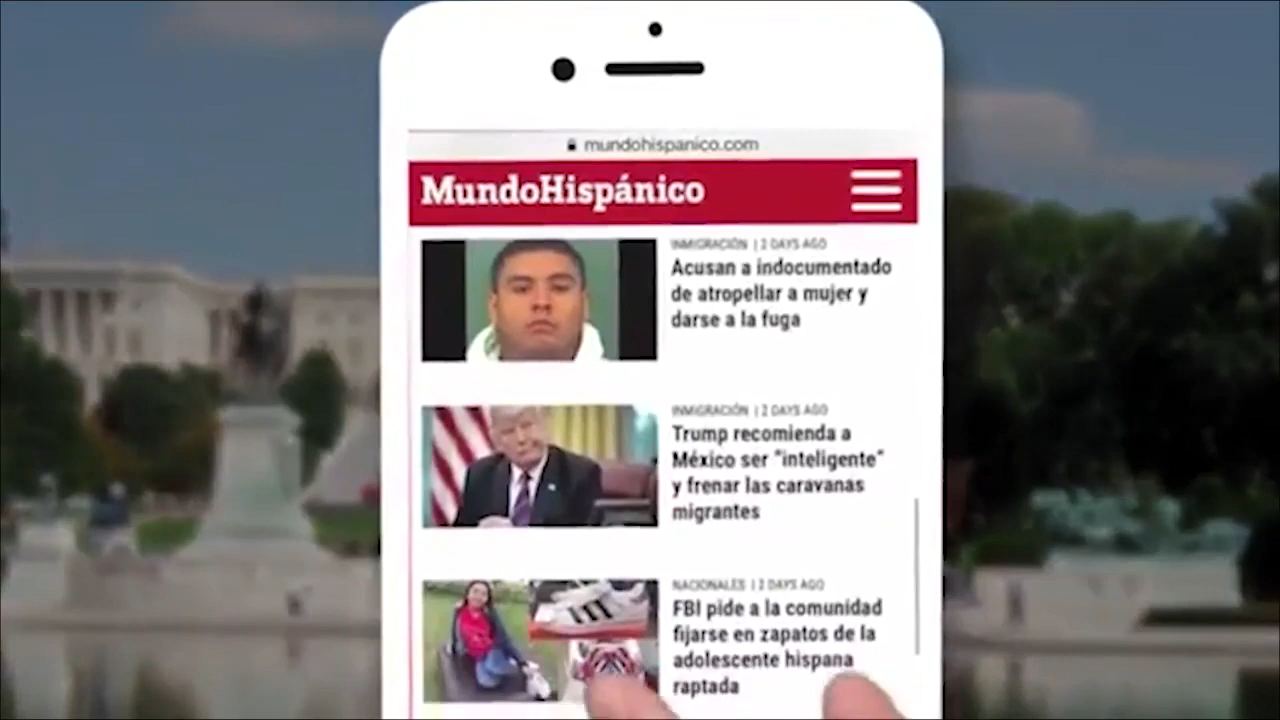 mundohispanico.com
MundoHispánico
INMIGRACIÓN | 2 DAYS AGO
Acusan a indocumentado
de atropellar a mujer y
darse a la fuga
INMIGRACIÓN | 2 DAYS AGO
Trump recomienda a
México ser “inteligente”
y frenar las caravanas
migrantes
NACIONALES | 2 DAYS AGO
FBI pide a la comunidad
fijarse en zapatos de la
adolescente hispana
raptada